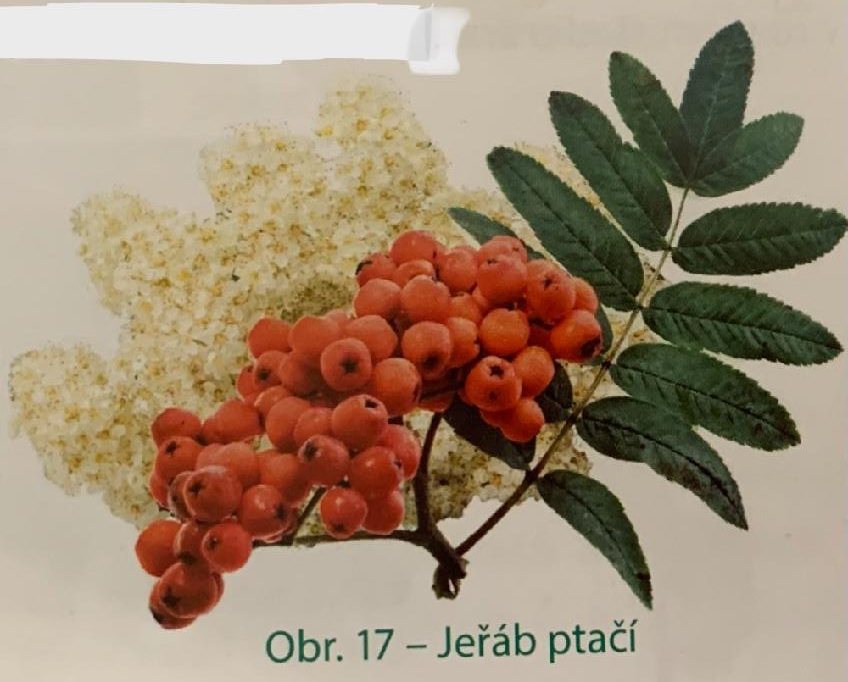 Obr. 17 – Jeřáb ptačí